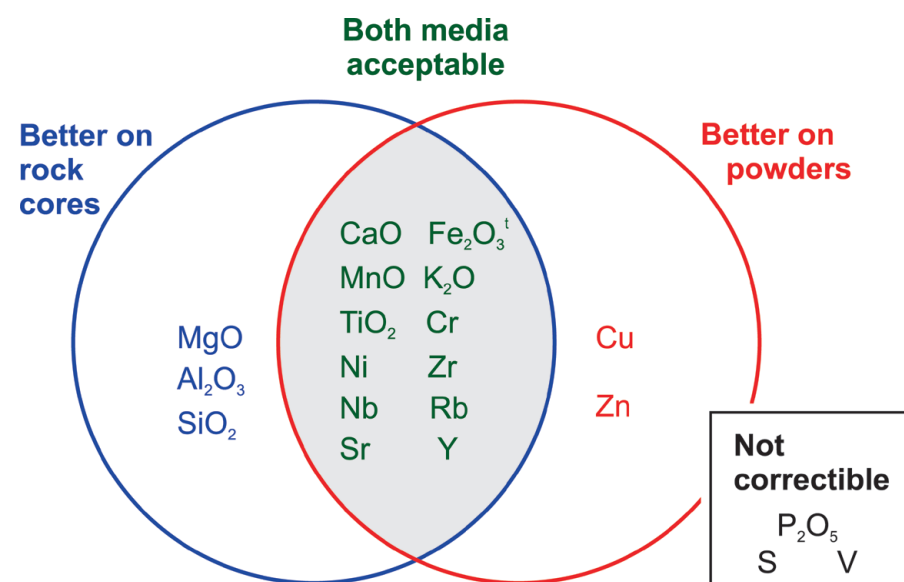 Both media
acceptable
Better on
rock
cores
Better on
powders
CaO Fe₂O₃ᵗ
MnO K₂O
TiO₂ Cr
Ni Zr
Nb Rb
Sr Y
MgO
Al₂O₃
SiO₂
Cu
Zn
Not
correctible
P₂O₅
S V